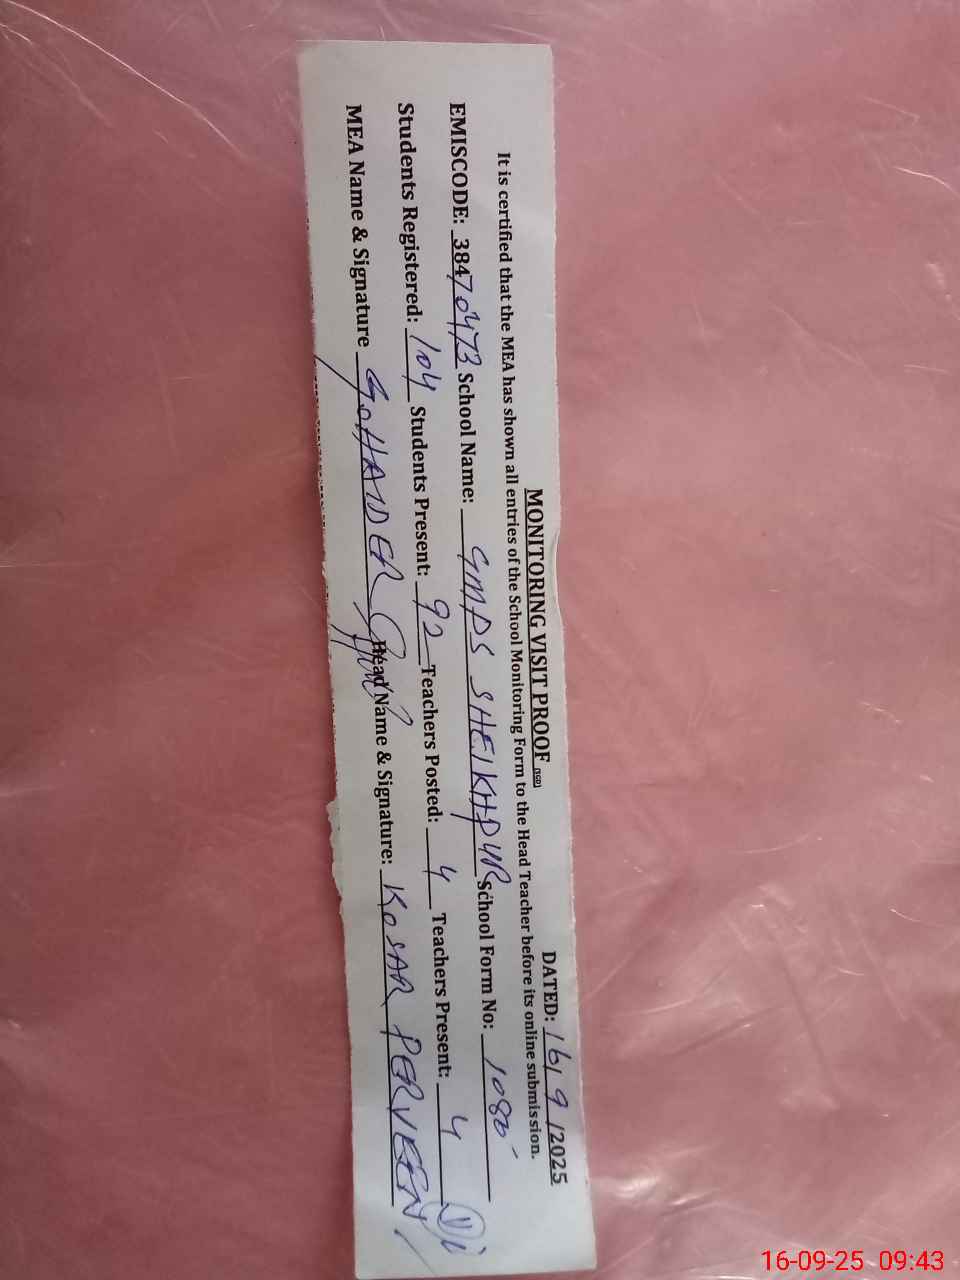 MONITORING VISIT PROOF DATED: 16/9/2025
It is certified that the MEA has shown all entries of the School Monitoring Form to the Head Teacher before its online submission.
EMISCODE: 38470473 School Name: GMPS SHEIKHPUR School Form No: 1080
Students Registered: 104 Students Present: 92 Teachers Posted: 4 Teachers Present: 4
MEA Name & Signature G.HAIDER Head Name & Signature: KOSAR PERVEEN
16-09-25 09:43